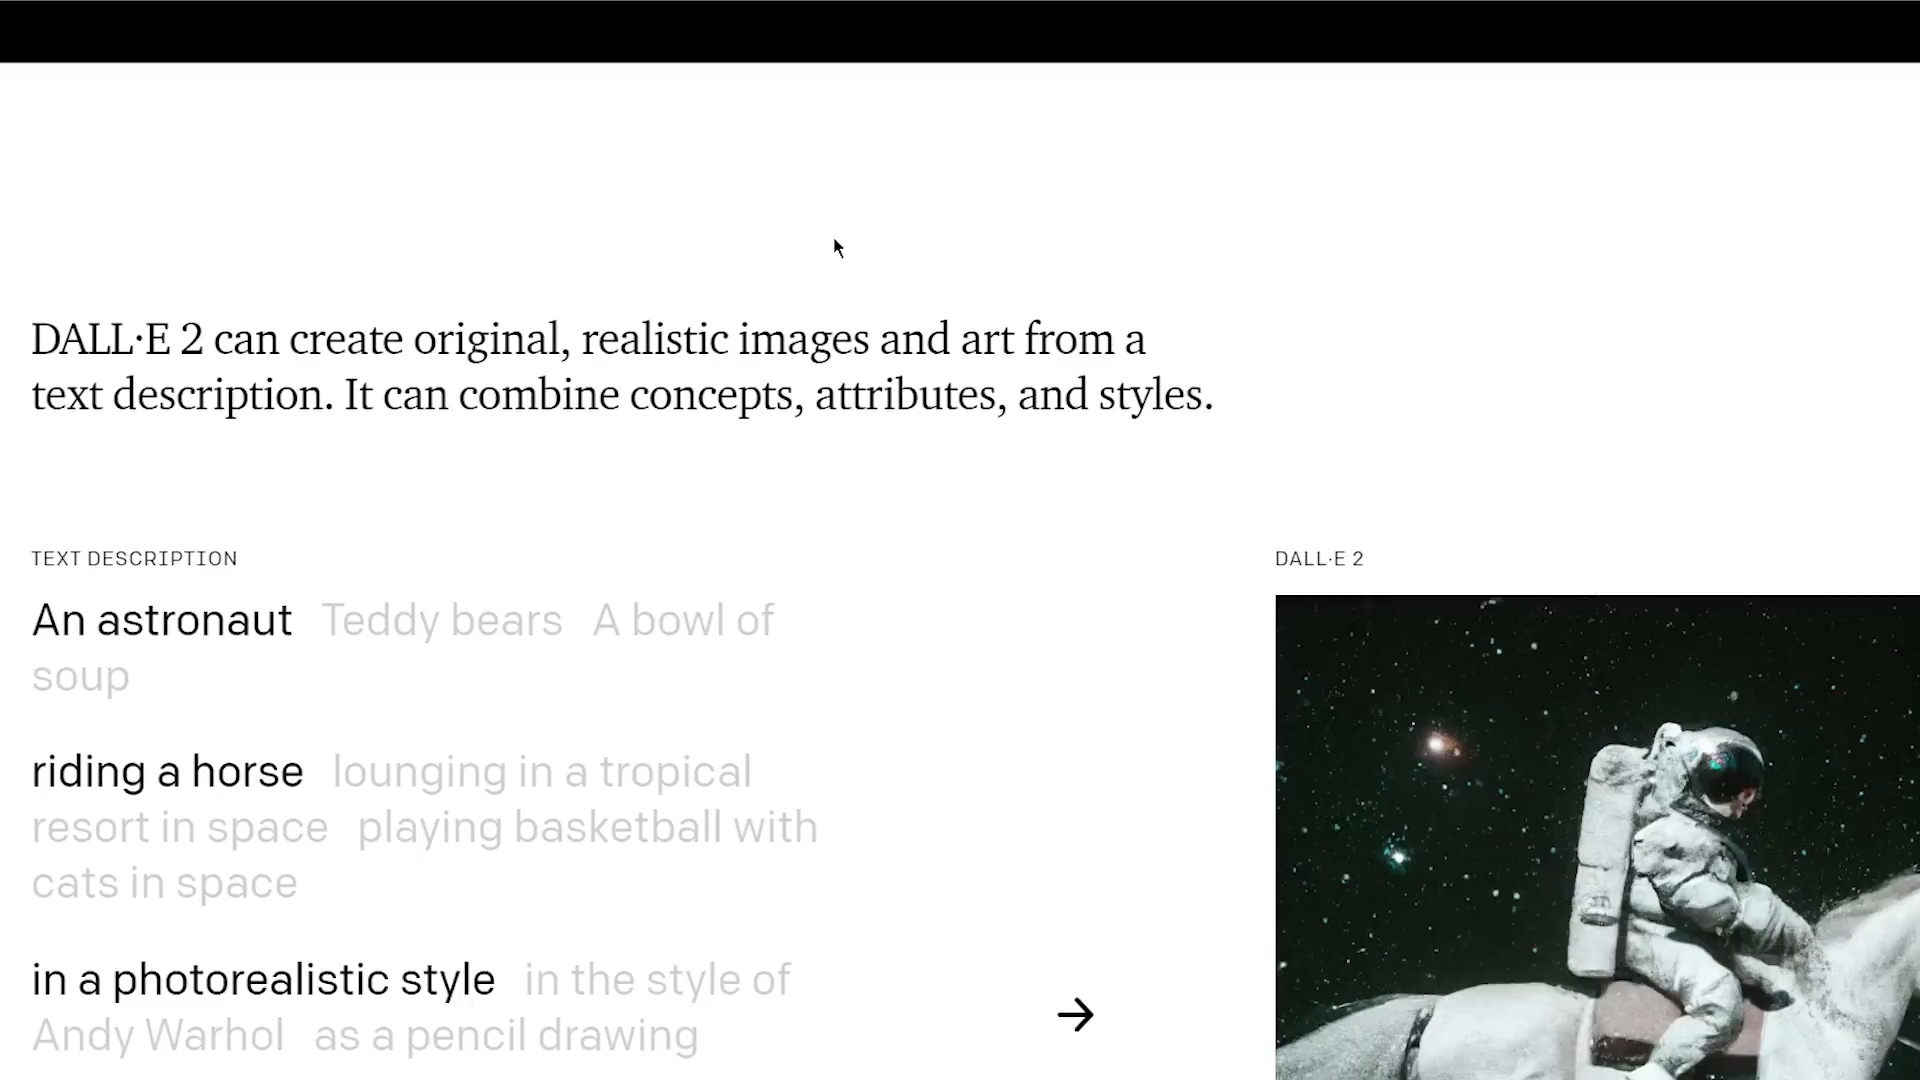 DALL·E 2 can create original, realistic images and art from a
text description. It can combine concepts, attributes, and styles.
TEXT DESCRIPTION
An astronaut Teddy bears A bowl of
soup
riding a horse lounging in a tropical
resort in space playing basketball with
cats in space
in a photorealistic style in the style of
Andy Warhol as a pencil drawing
DALL·E 2